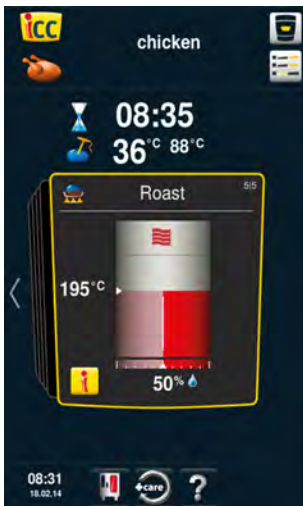 icc
chicken
08:35
36°C 88°C
Roast 5|5
195°C
i
50%
08:31
18.02.14
+care ?